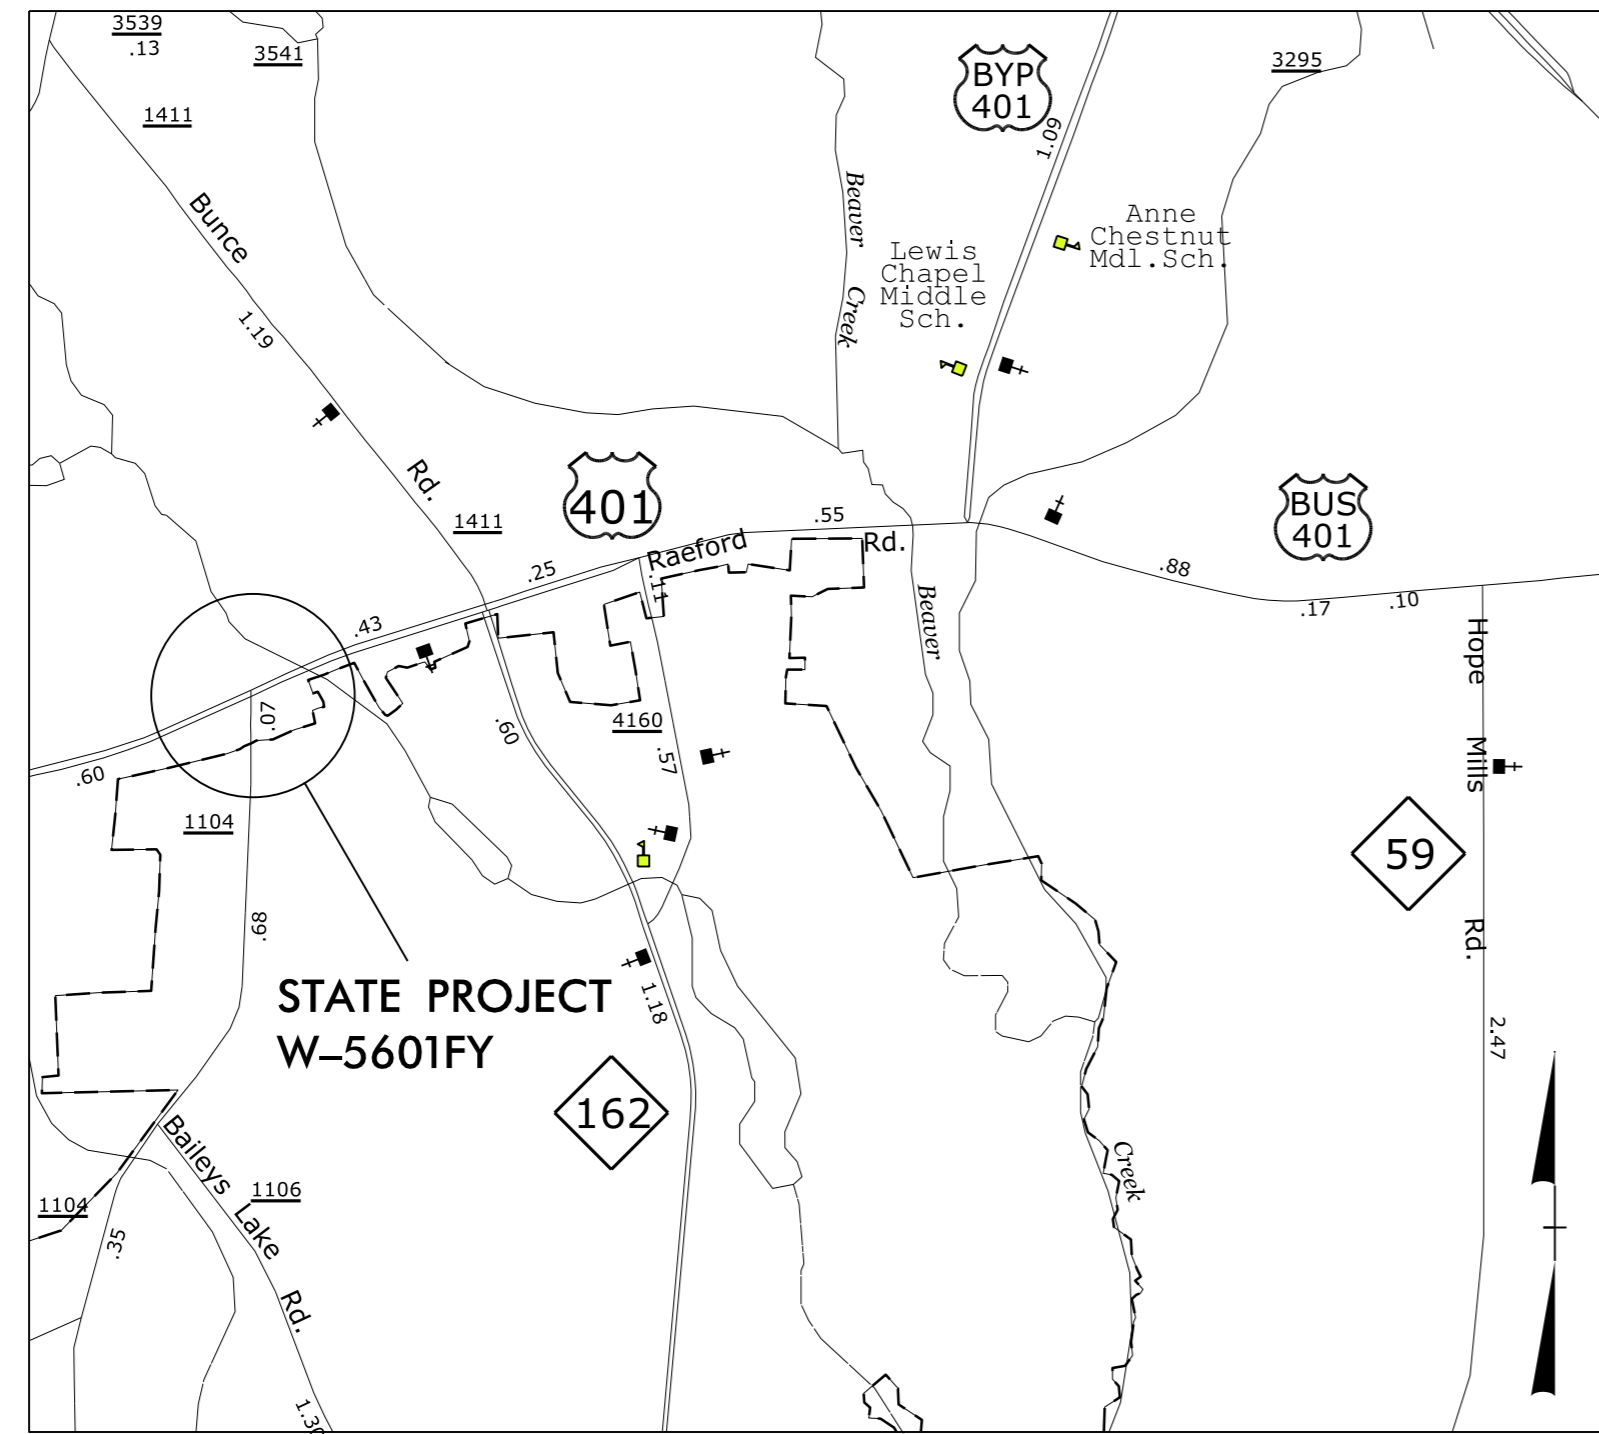 3539
.13
3541
1411
Bunce
1.19
Rd.
1411
BYP
401
1.09
3295
Beaver
Creek
Anne
Chestnut
Mdl.Sch.
Lewis
Chapel
Middle
Sch.
401
.55
Raeford
Rd.
BUS
401
.88
.17
.10
.25
.11
.43
.07
.60
.60
4160
.57
Beaver
Hope
Mills
Rd.
59
1104
.68
STATE PROJECT
W–5601FY
1.18
162
2.47
Baileys
Lake
Rd.
1106
1104
.35
1.30
Creek